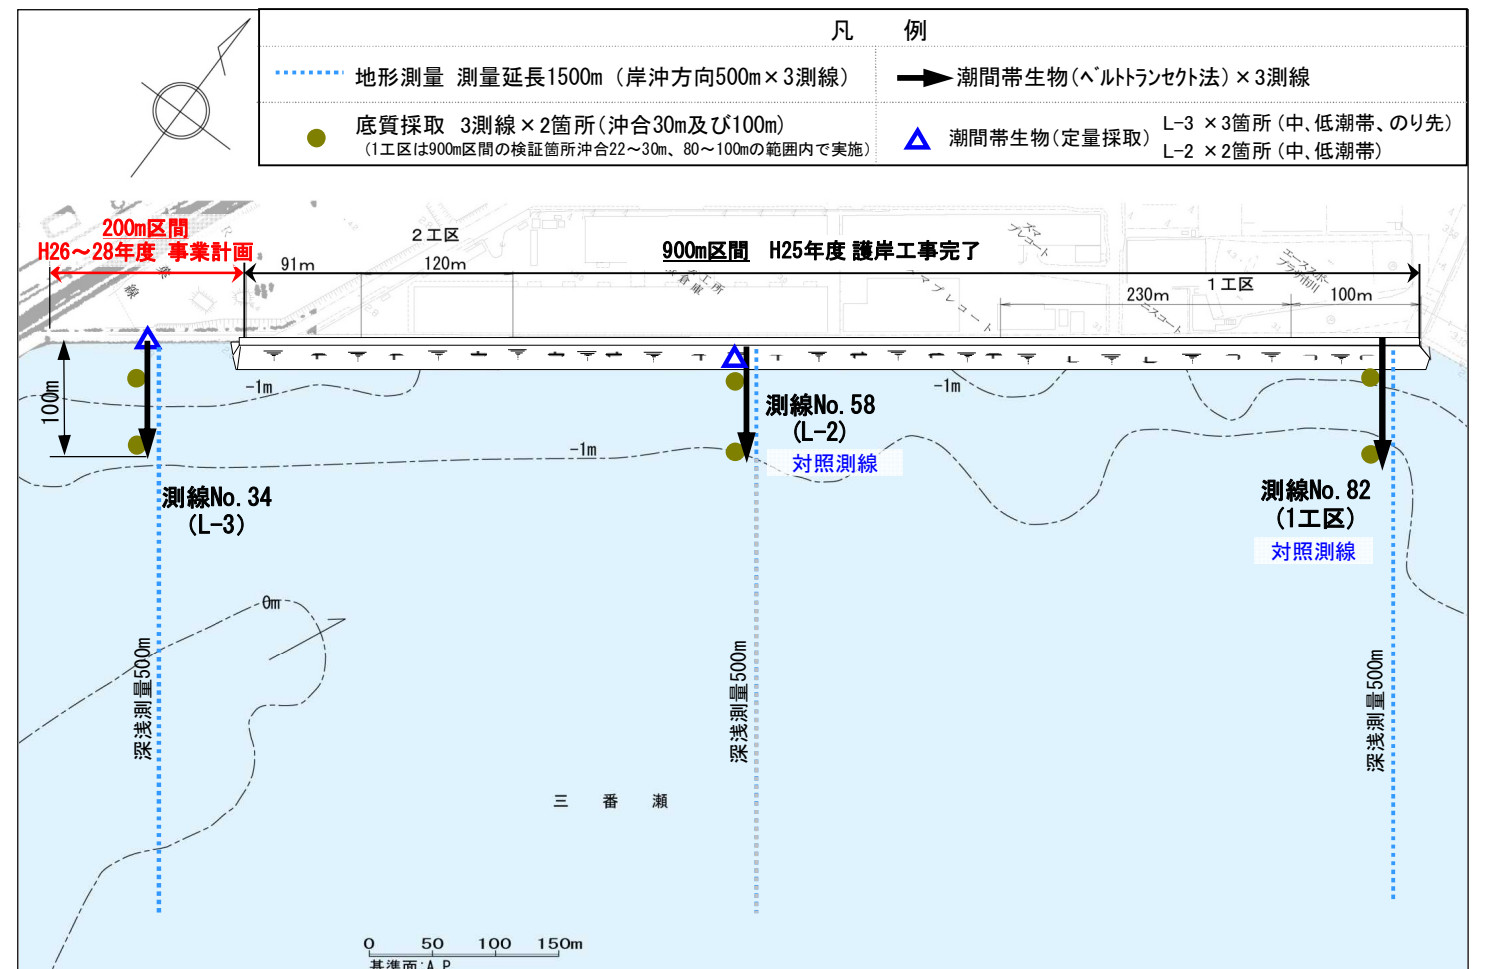 凡　例
地形測量 測量延長1500m (岸沖方向500m×3測線)
潮間帯生物(ベルトトランセクト法)×3測線
底質採取 3測線×2箇所(沖合30m及び100m)
(1工区は900m区間の検証箇所沖合22～30m、80～100mの範囲内で実施)
潮間帯生物(定量採取)
L-3 ×3箇所(中、低潮帯、のり先)
L-2 ×2箇所(中、低潮帯)
200m区間
H26～28年度 事業計画
2工区
900m区間 H25年度 護岸工事完了
91m
120m
1工区
230m
100m
100m
-1m
-1m
-1m
測線No.34
(L-3)
測線No.58
(L-2)
対照測線
測線No.82
(1工区)
対照測線
0m
深浅測量500m
深浅測量500m
深浅測量500m
三　番　瀬
0 50 100 150m
基準面:A.P.